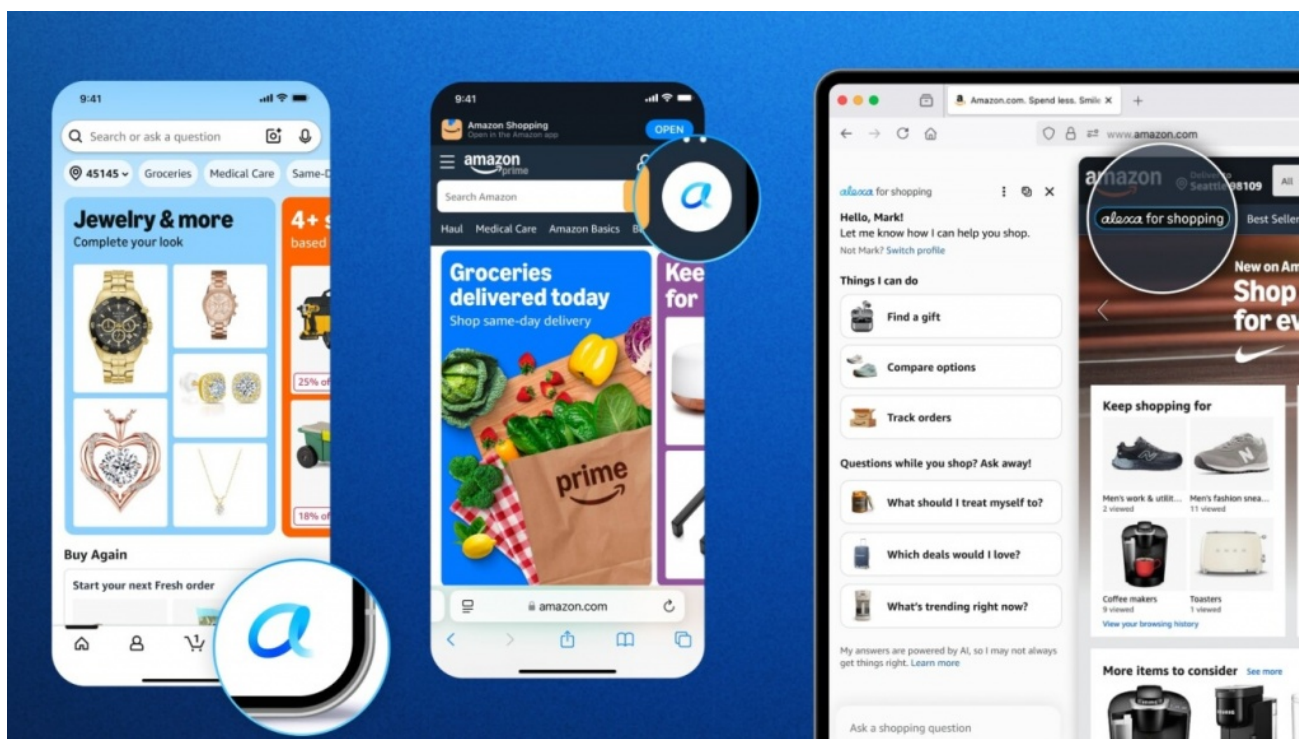 9:41
Search or ask a question
45145
Groceries
Medical Care
Same-D
Jewelry & more
Complete your look
4+
based
25% of
18% of
Buy Again
Start your next Fresh order
1
9:41
Amazon Shopping
Open in the Amazon app
OPEN
amazon
prime
Search Amazon
Haul
Medical Care
Amazon Basics
Groceries
delivered today
Shop same-day delivery
Kee
for
prime
amazon.com
Amazon.com. Spend less. Smile
www.amazon.com
alexa for shopping
Hello, Mark!
Let me know how I can help you shop.
Not Mark? Switch profile
Things I can do
Find a gift
Compare options
Track orders
Questions while you shop? Ask away!
What should I treat myself to?
Which deals would I love?
What's trending right now?
My answers are powered by AI, so I may not always
get things right. Learn more
Ask a shopping question
amazon
Deliver to
Seattle 98109
All
alexa for shopping
Best Seller
New on Am
Shop
for ev
Keep shopping for
Men's work & utilit...
2 viewed
Men's fashion snea...
11 viewed
Coffee makers
9 viewed
Toasters
1 viewed
View your browsing history
More items to consider
See more